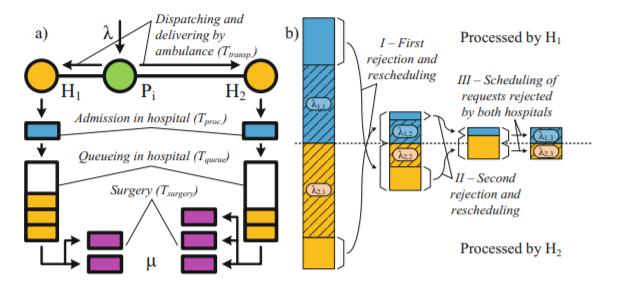 a)
λ
Dispatching and
delivering by
ambulance (Ttransp.)
H1
Pi
H2
Admission in hospital (Tproc.)
Queueing in hospital (Tqueue)
Surgery (Tsurgery)
μ
b)
I – First
rejection and
rescheduling
Processed by H1
III – Scheduling of
requests rejected
by both hospitals
λ1,1
λ1,2
λ1,3
λ2,1
λ2,2
λ2,3
II – Second
rejection and
rescheduling
Processed by H2